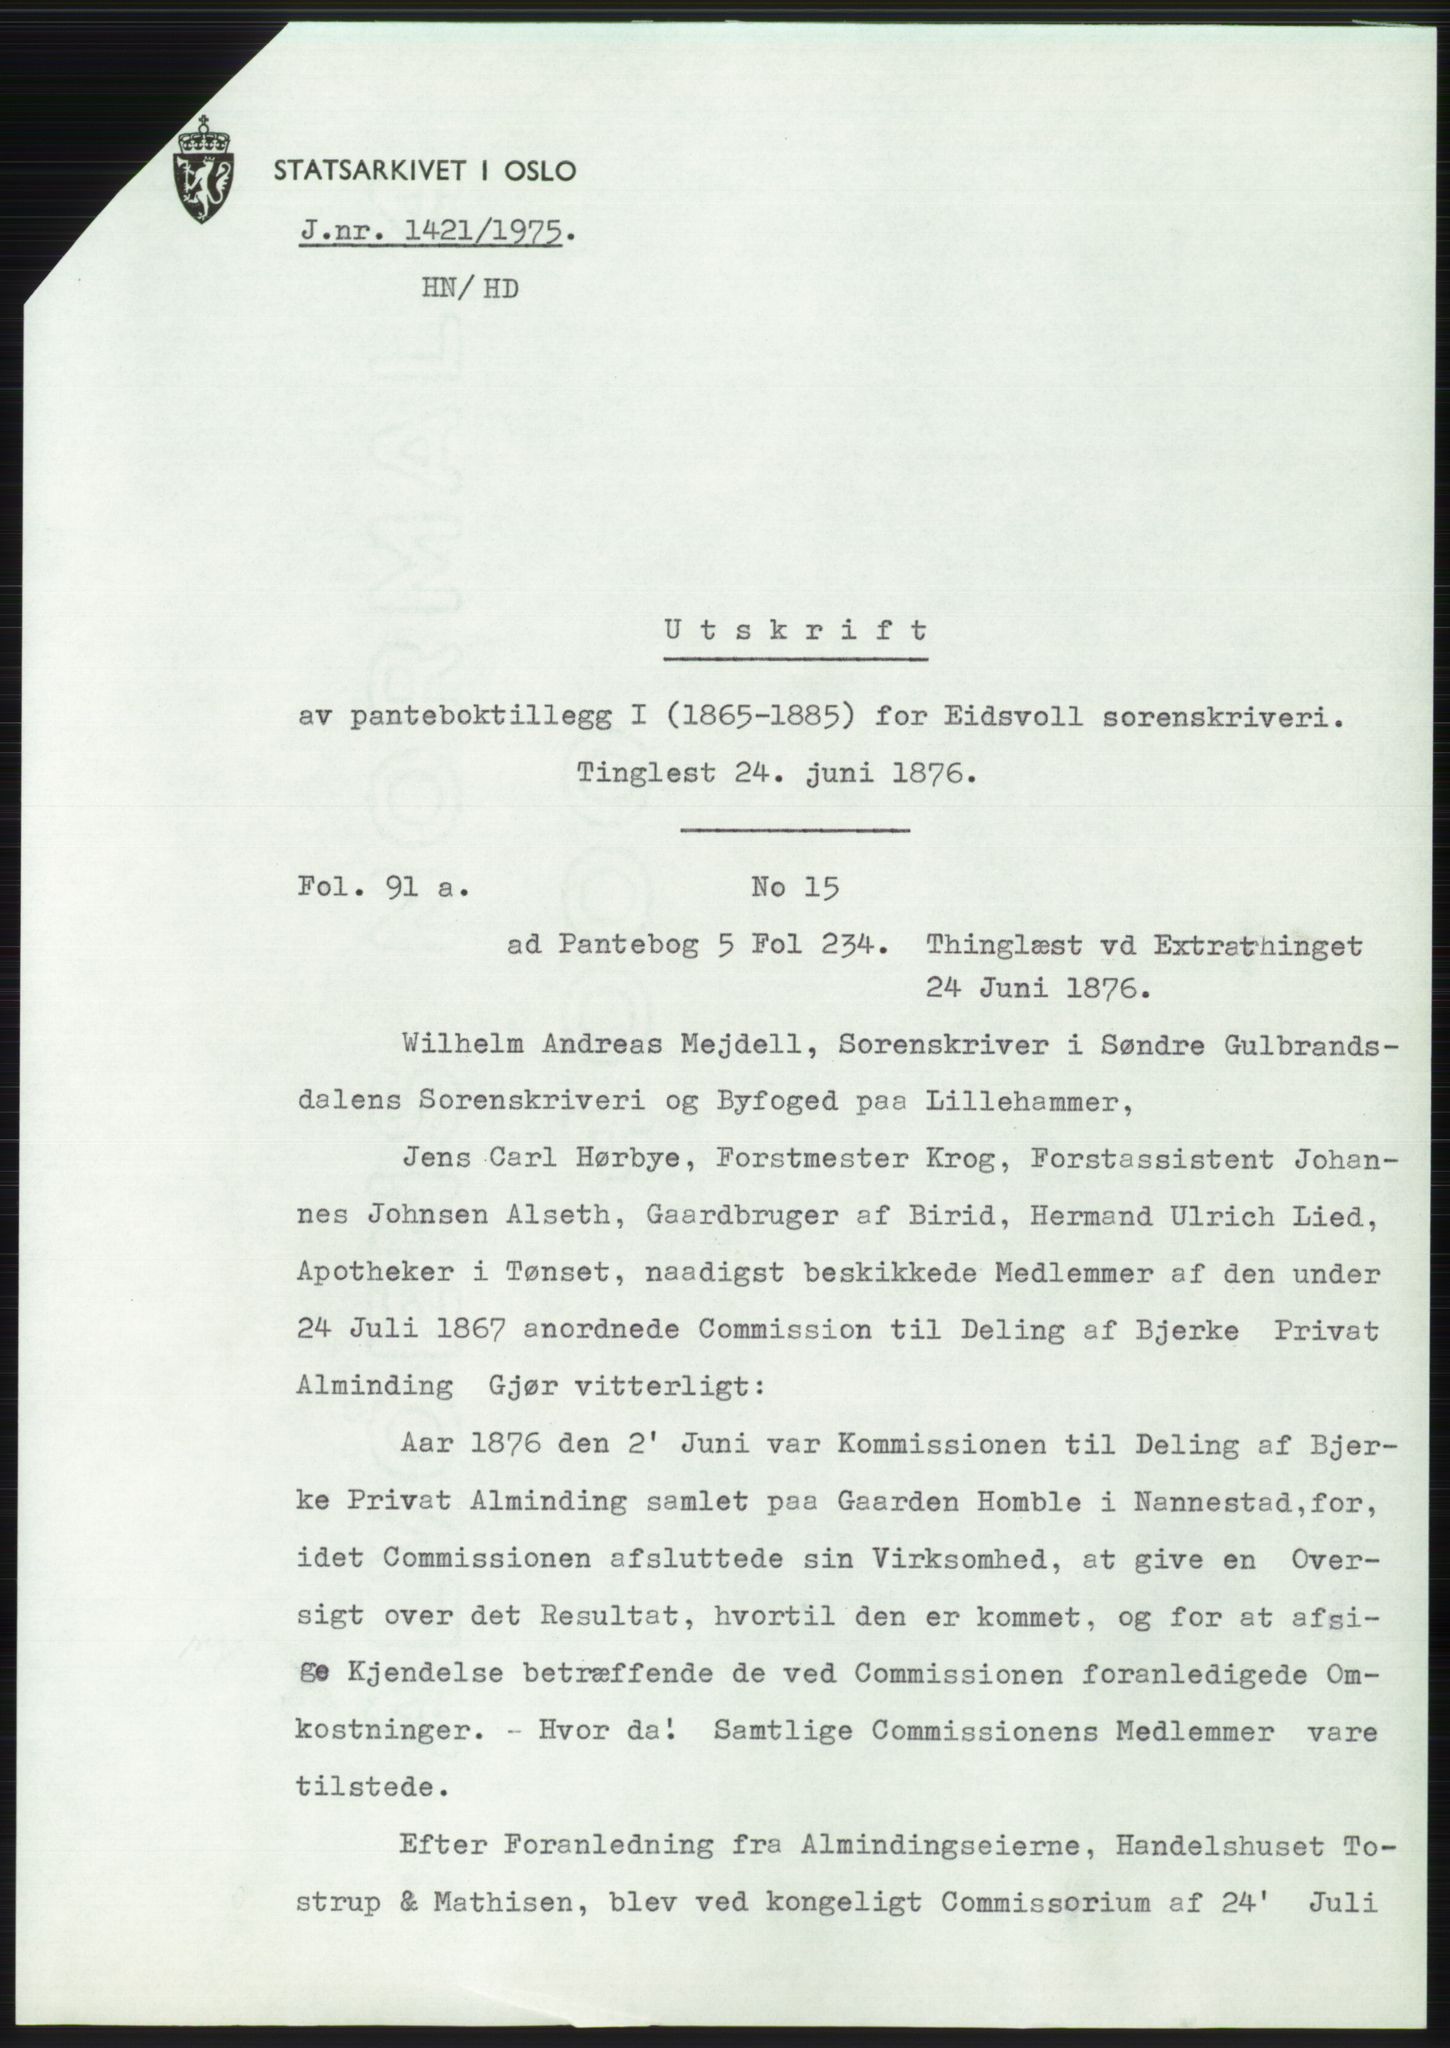 STATSARKIVET I OSLO
J.nr. 1421/1975.
HN/HD
Utskrift
av panteboktillegg I (1865-1885) for Eidsvoll sorenskriveri.
Tinglest 24. juni 1876.
Fol. 91 a. No 15
ad Pantebog 5 Fol 234. Thinglæst vd Extrathinget
24 Juni 1876.
Wilhelm Andreas Mejdell, Sorenskriver i Søndre Gulbrands-
dalens Sorenskriveri og Byfoged paa Lillehammer,
Jens Carl Hørbye, Forstmester Krog, Forstassistent Johan-
nes Johnsen Alseth, Gaardbruger af Birid, Hermand Ulrich Lied,
Apotheker i Tønset, naadigst beskikkede Medlemmer af den under
24 Juli 1867 anordnede Commission til Deling af Bjerke Privat
Alminding Gjør vitterligt:
Aar 1876 den 2' Juni var Kommissionen til Deling af Bjer-
ke Privat Alminding samlet paa Gaarden Homble i Nannestad,for,
idet Commissionen afsluttede sin Virksomhed, at give en Over-
sigt over det Resultat, hvortil den er kommet, og for at afsi-
ge Kjendelse betræffende de ved Commissionen foranledigede Om-
kostninger. - Hvor da! Samtlige Commissionens Medlemmer vare
tilstede.
Efter Foranledning fra Almindingseierne, Handelshuset To-
strup & Mathisen, blev ved kongeligt Commissorium af 24' Juli